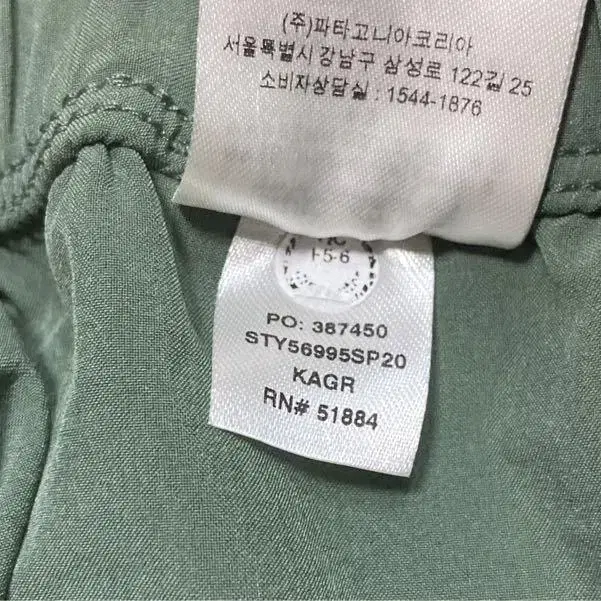 (주)파타고니아코리아
서울특별시 강남구 삼성로 122길 25
소비자상담실 : 1544-1876
I-5-6
PO: 387450
STY56995SP20
KAGR
RN# 51884